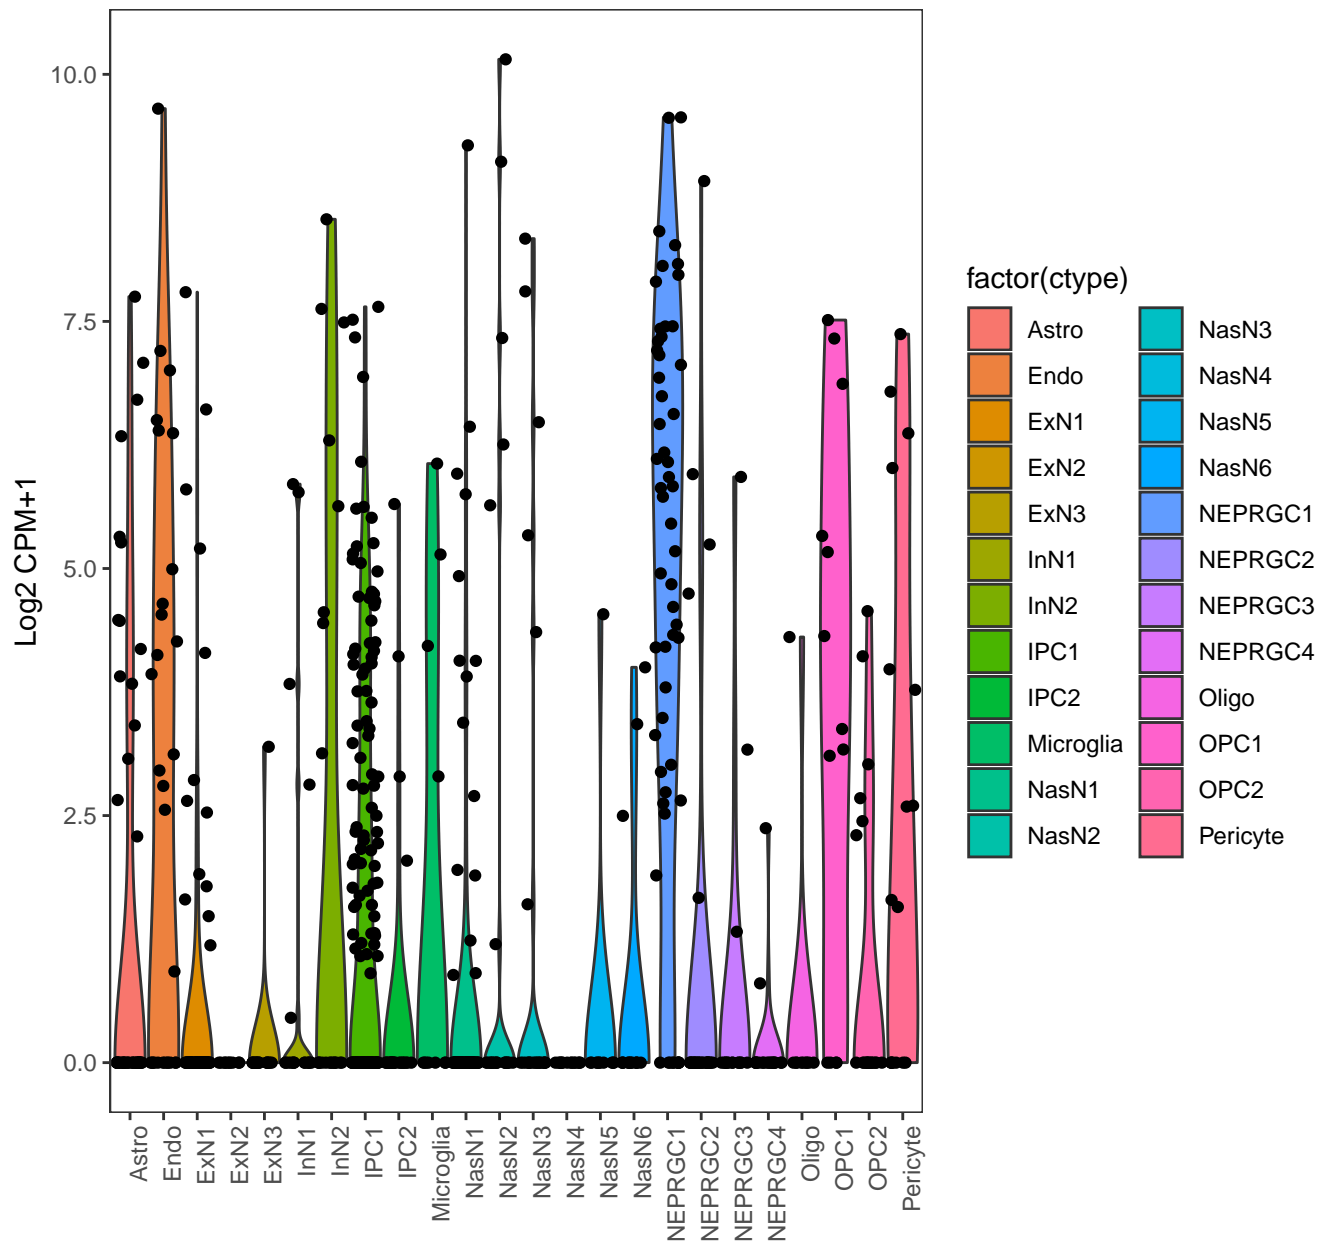 10.0
7.5
5.0
2.5
0.0
Log2 CPM+1
Astro
Endo
ExN1
ExN2
ExN3
InN1
InN2
IPC1
IPC2
Microglia
NasN1
NasN2
NasN3
NasN4
NasN5
NasN6
NEPRGC1
NEPRGC2
NEPRGC3
NEPRGC4
Oligo
OPC1
OPC2
Pericyte
factor(ctype)
Astro
Endo
ExN1
ExN2
ExN3
InN1
InN2
IPC1
IPC2
Microglia
NasN1
NasN2
NasN3
NasN4
NasN5
NasN6
NEPRGC1
NEPRGC2
NEPRGC3
NEPRGC4
Oligo
OPC1
OPC2
Pericyte